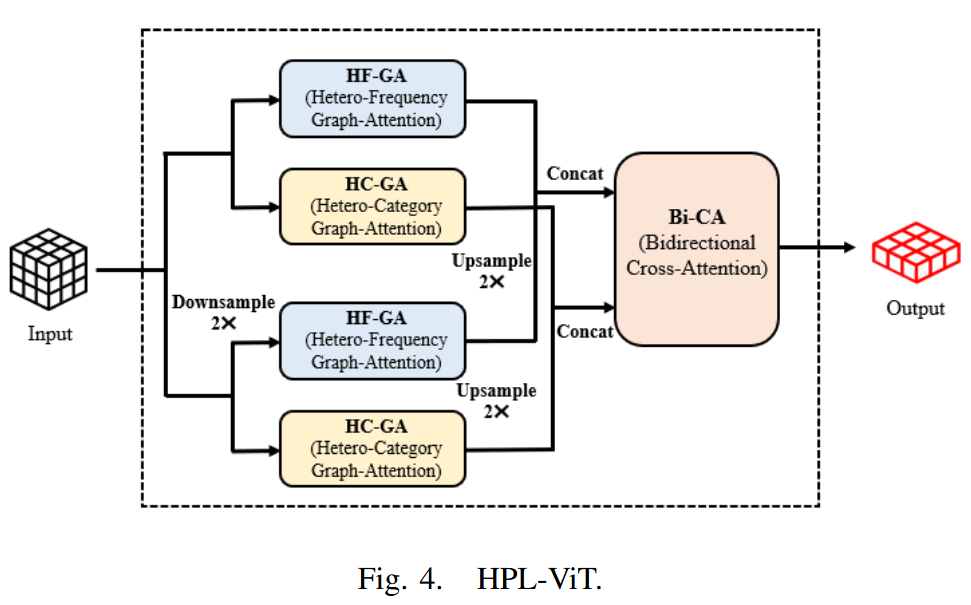 HF-GA
(Hetero-Frequency
Graph-Attention)
Concat
HC-GA
(Hetero-Category
Graph-Attention)
Bi-CA
(Bidirectional
Cross-Attention)
Upsample
2×
Downsample
2×
Input
Output
HF-GA
(Hetero-Frequency
Graph-Attention)
Concat
Upsample
2×
HC-GA
(Hetero-Category
Graph-Attention)
Fig. 4. HPL-ViT.